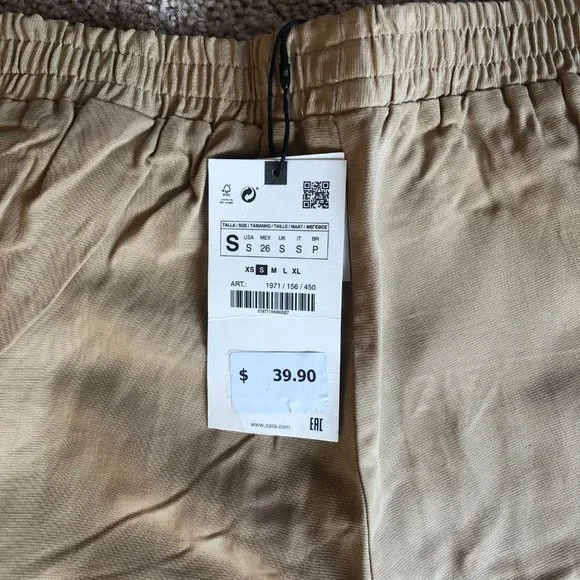 TALLA / SIZE / TAMANHO / TAILLE / MAAT / ΜΕΓΕΘΟΣ
S USA MEX UK IT BR
S 26 S S P
XS S M L XL
ART.: 1971 / 156 / 450
01971156450027
$ 39.90
www.zara.com
EAC